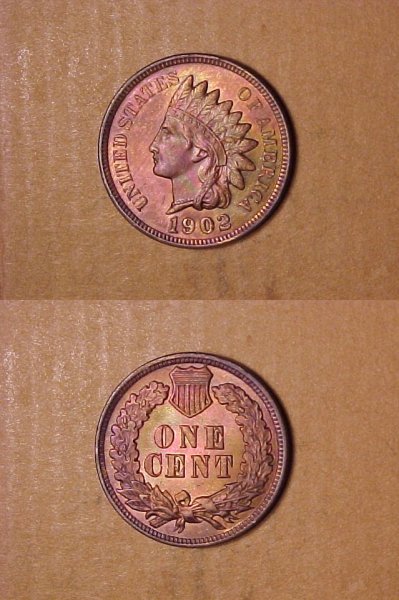 UNITED STATES OF AMERICA
1902
ONE
CENT